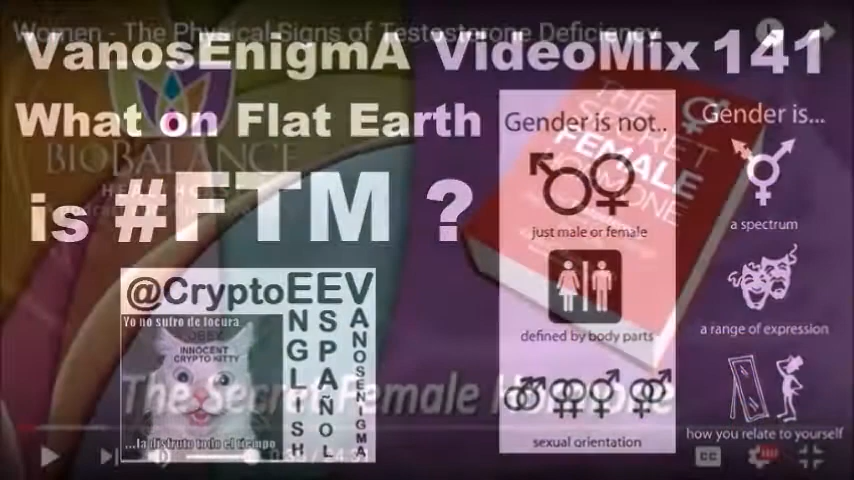 Women - The Physical Signs of Testosterone Deficiency
VanosEnigmA VideoMix 141
What on Flat Earth
is #FTM ?
BIOBALANCE
HEALTH
THE
SECRET
FEMALE
HORMONE
Gender is not..
just male or female
defined by body parts
sexual orientation
Gender is...
a spectrum
a range of expression
how you relate to yourself
@CryptoEEV
ENGLISH
ESPAÑOL
VANOSENIGMA
Yo no sufro de locura
INNOCENT
CRYPTO KITTY
...la disfruto todo el tiempo
The Secret Female Hormone
CC